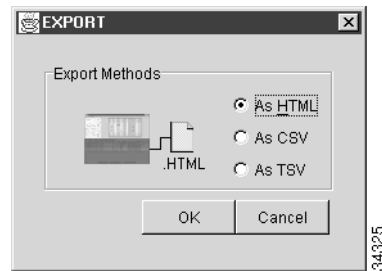 EXPORT
Export Methods
As HTML
As CSV
.HTML
As TSV
OK Cancel
34325